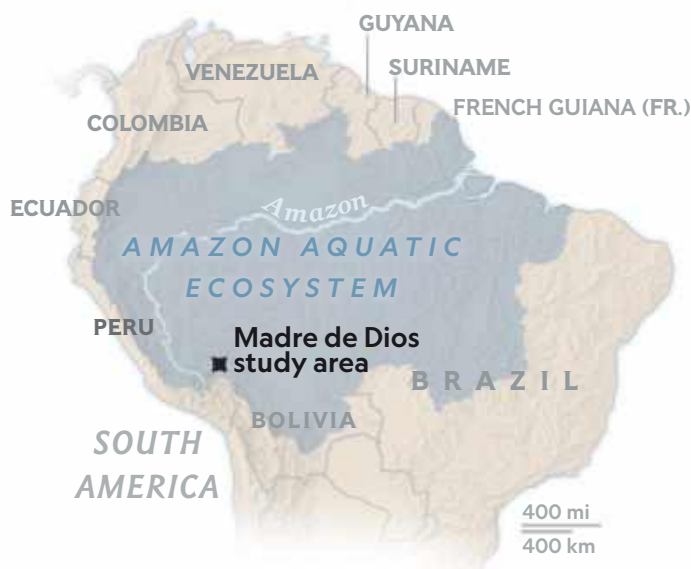 GUYANA
VENEZUELA
SURINAME
FRENCH GUIANA (FR.)
COLOMBIA
ECUADOR
Amazon
AMAZON AQUATIC
ECOSYSTEM
PERU
Madre de Dios
study area
BRAZIL
BOLIVIA
SOUTH
AMERICA
400 mi
400 km